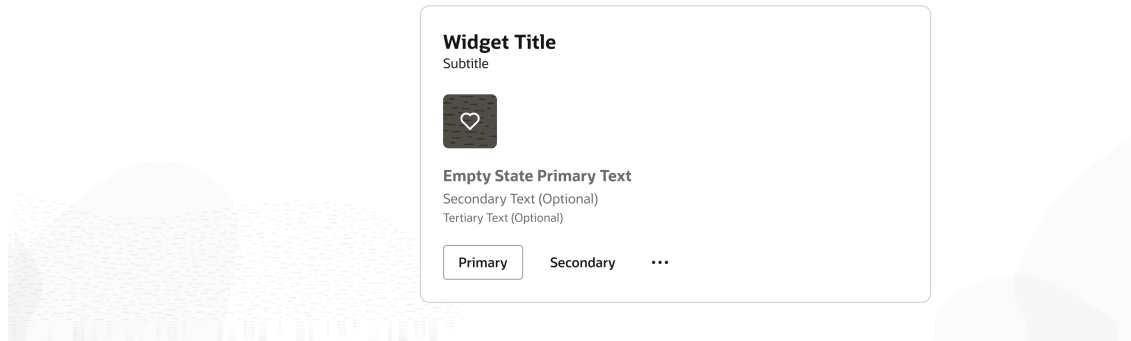 Widget Title
Subtitle
Empty State Primary Text
Secondary Text (Optional)
Tertiary Text (Optional)
Primary Secondary ...